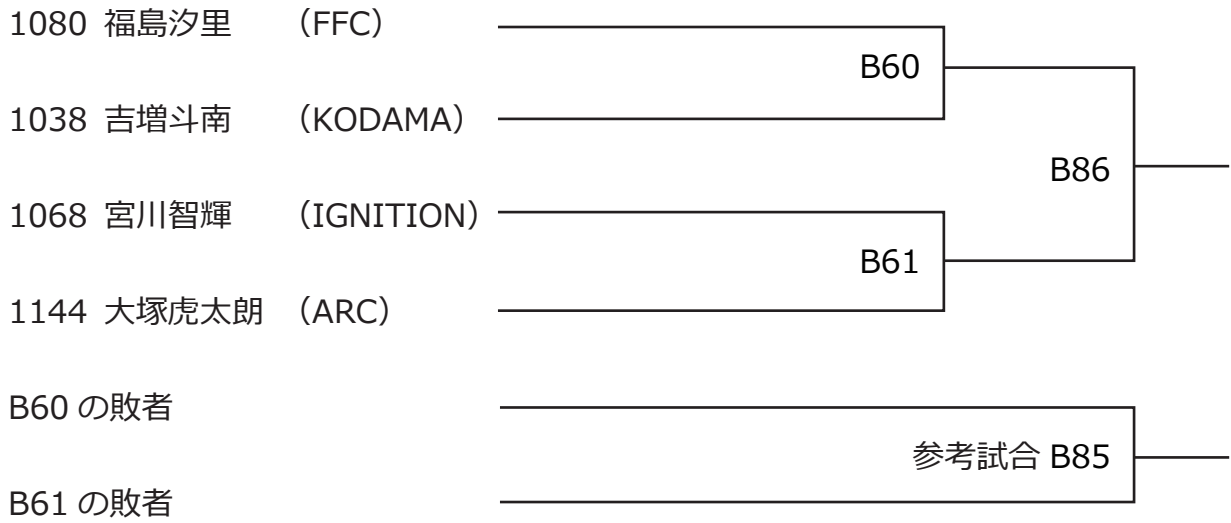 1080 福島汐里 （FFC）
B60
1038 吉増斗南 （KODAMA）
B86
1068 宮川智輝 （IGNITION）
B61
1144 大塚虎太朗 （ARC）
B60 の敗者
参考試合 B85
B61 の敗者